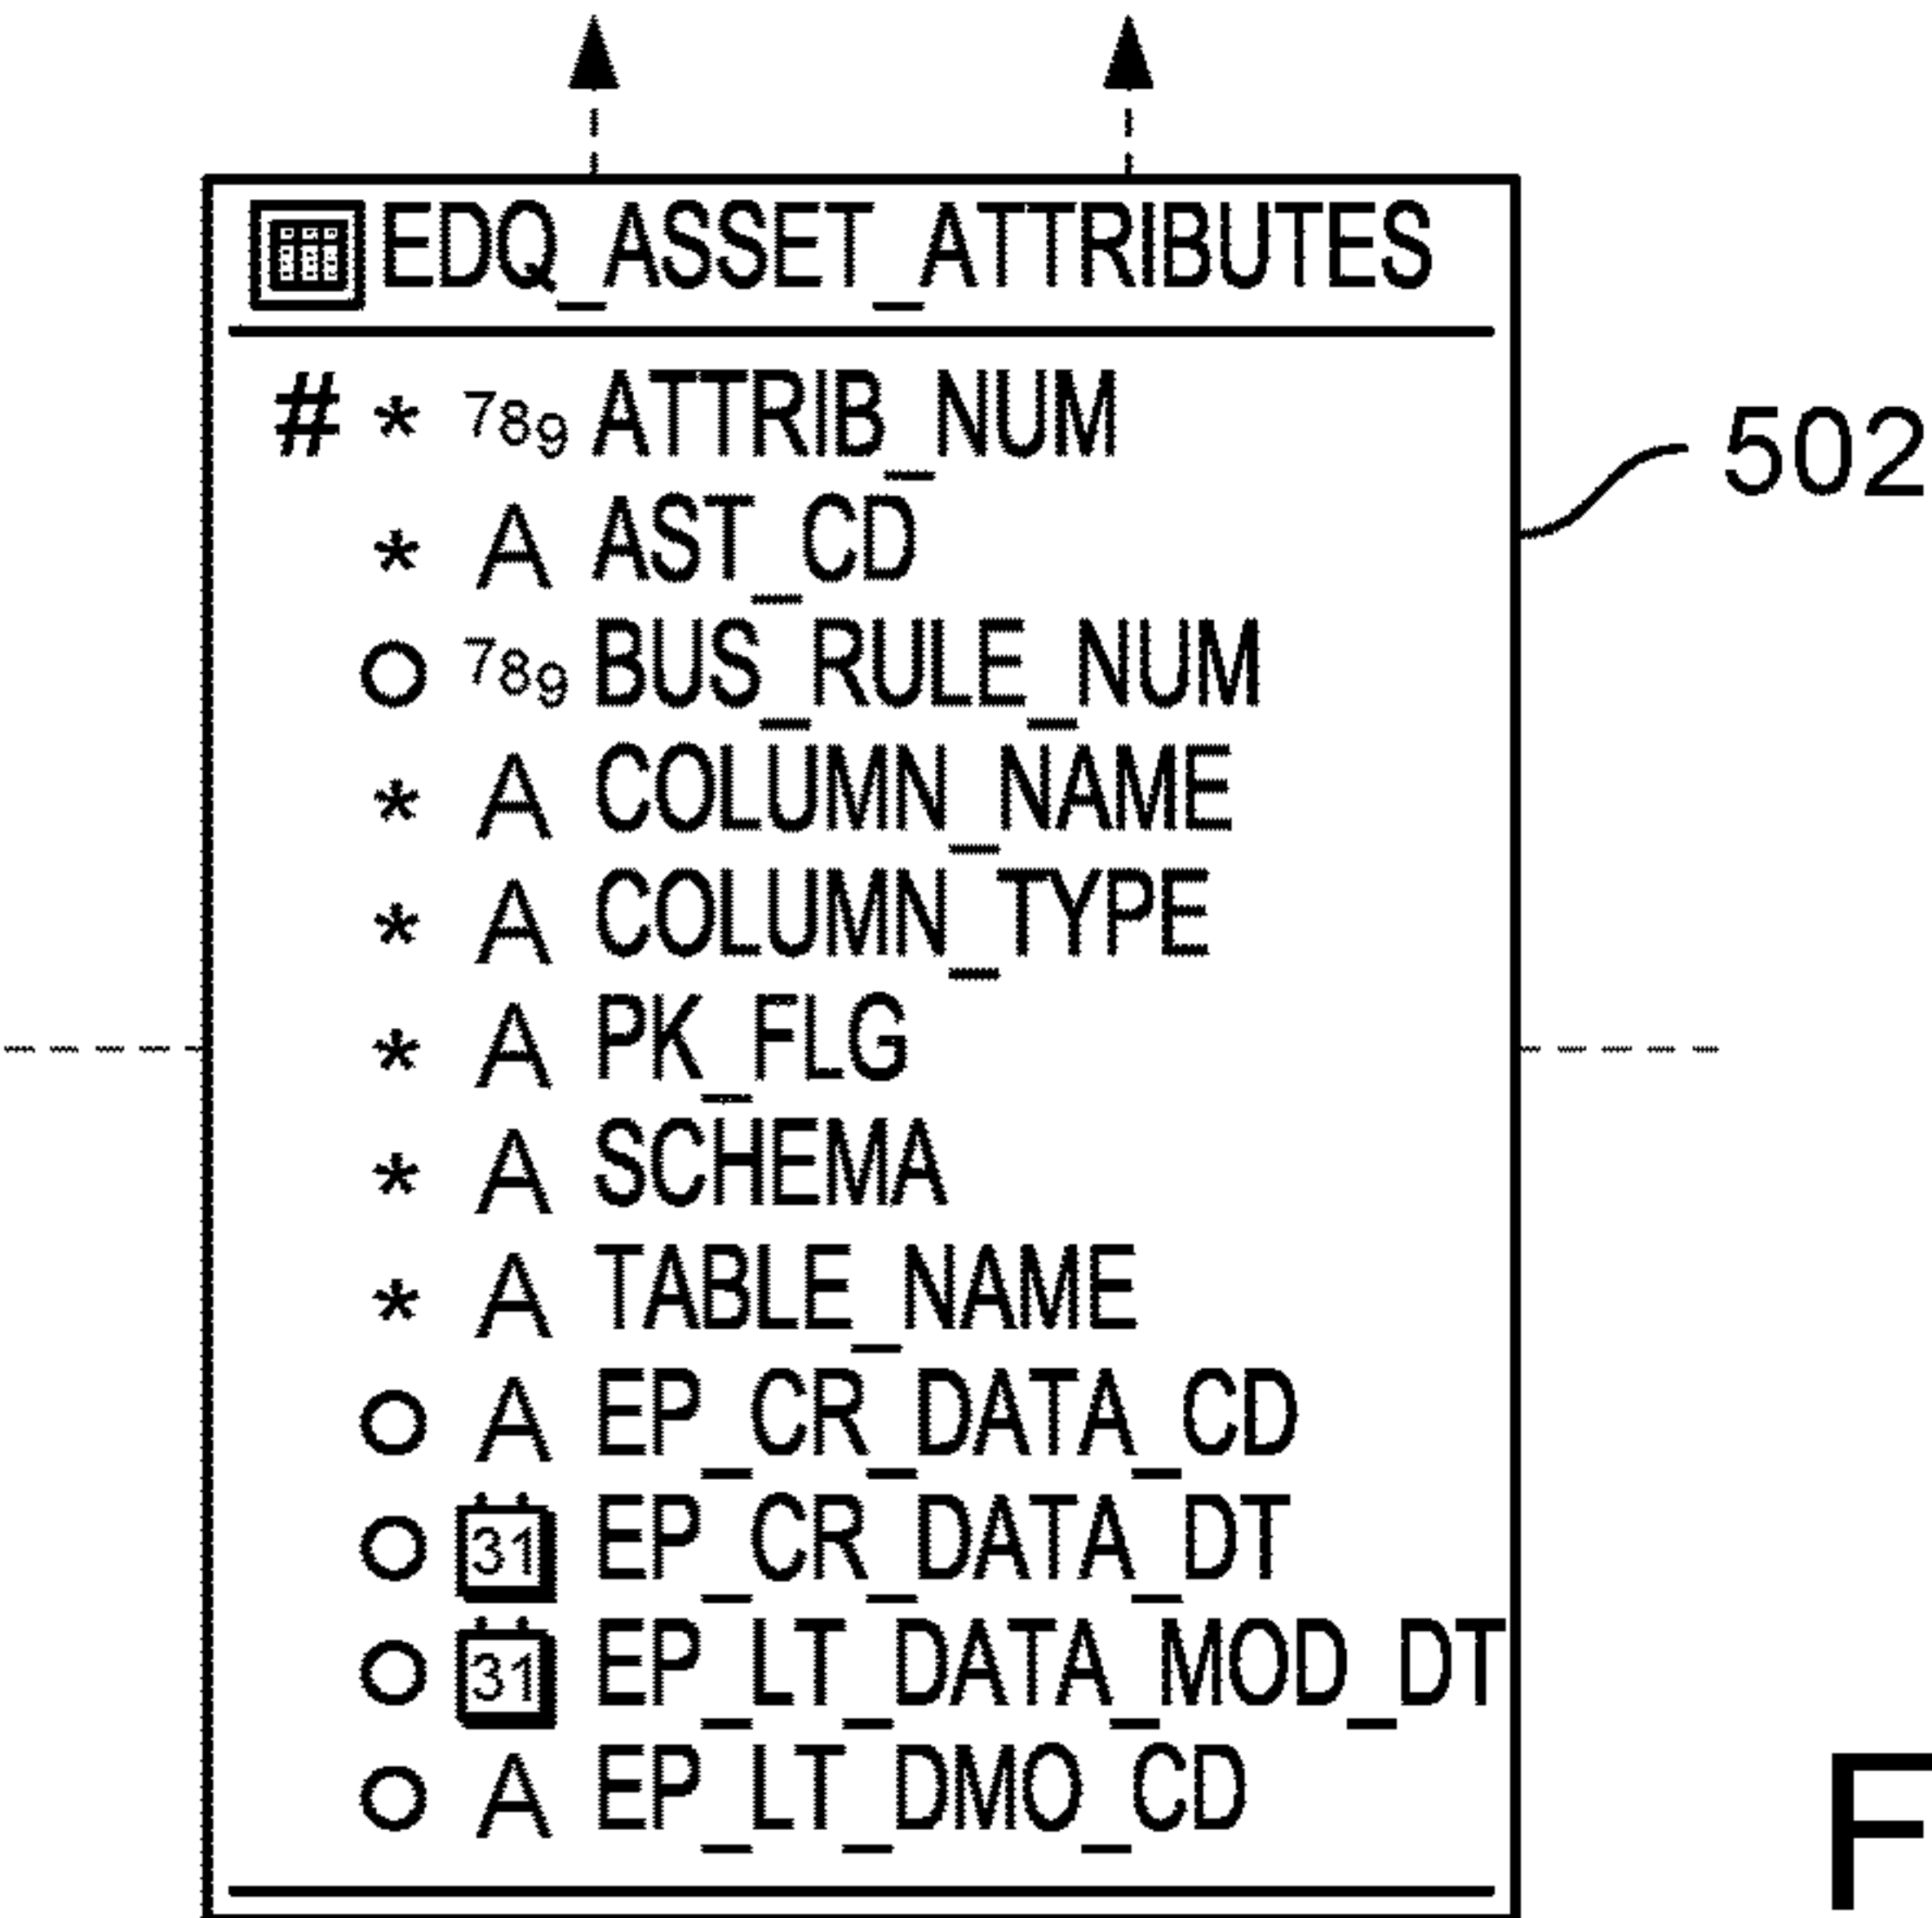 EDQ_ASSET_ATTRIBUTES
# * 789 ATTRIB_NUM
502
* A AST_CD
O 789 BUS_RULE_NUM
* A COLUMN_NAME
* A COLUMN_TYPE
* A PK_FLG
* A SCHEMA
* A TABLE_NAME
O A EP_CR_DATA_CD
O 31 EP_CR_DATA_DT
O 31 EP_LT_DATA_MOD_DT
O A EP_LT_DMO_CD
F